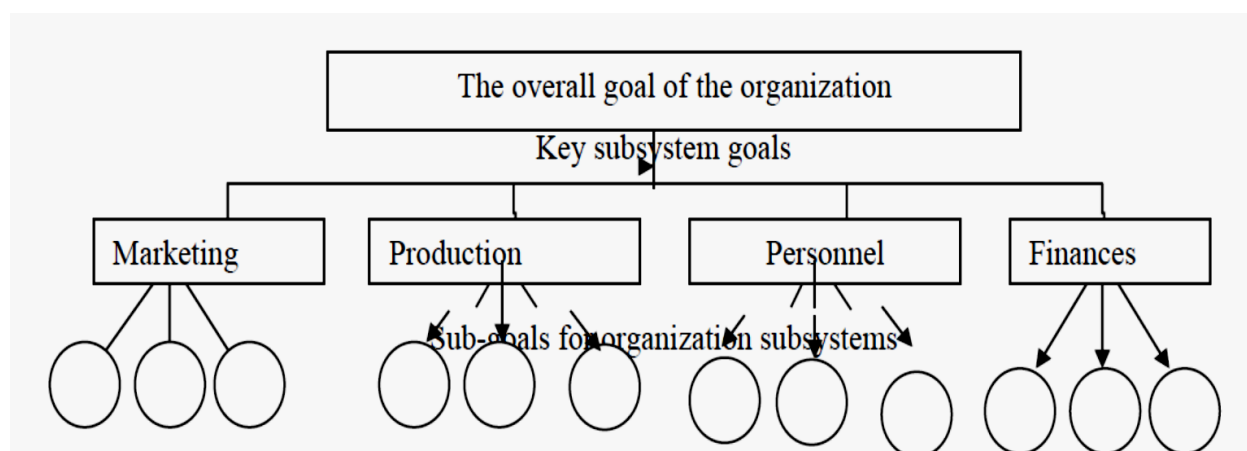 The overall goal of the organization
Key subsystem goals
Marketing
Production
Personnel
Finances
Sub-goals for organization subsystems